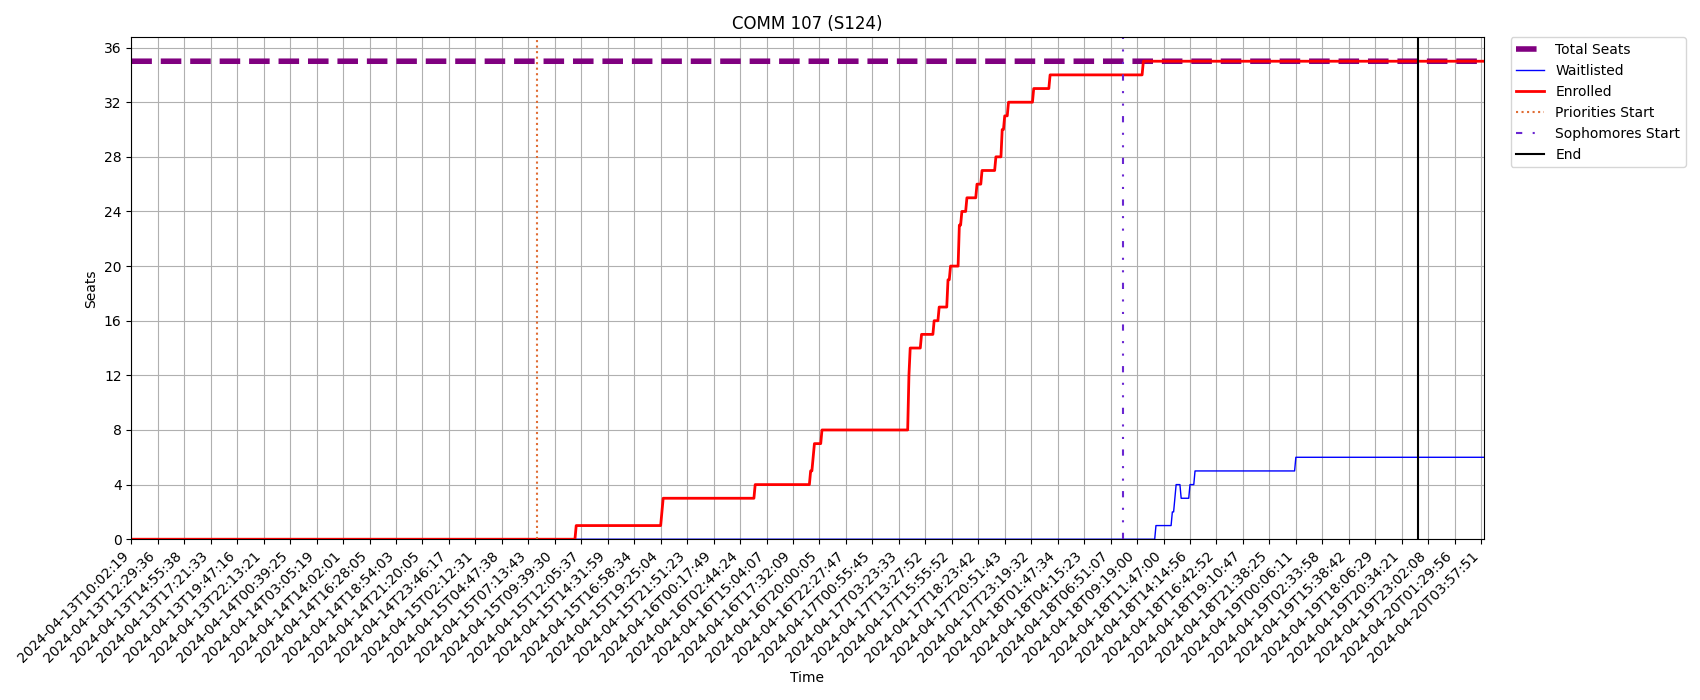 COMM 107 (S124)
Total Seats
Waitlisted
Enrolled
Priorities Start
Sophomores Start
End
Seats
36
32
28
24
20
16
12
8
4
0
2024-04-13T10:02:19
2024-04-13T12:29:36
2024-04-13T14:55:38
2024-04-13T17:21:33
2024-04-13T19:47:16
2024-04-13T22:13:21
2024-04-14T00:39:25
2024-04-14T03:05:19
2024-04-14T14:02:01
2024-04-14T16:28:05
2024-04-14T18:54:03
2024-04-14T21:20:05
2024-04-14T23:46:17
2024-04-15T02:12:31
2024-04-15T04:47:38
2024-04-15T07:13:43
2024-04-15T09:39:30
2024-04-15T12:05:37
2024-04-15T14:31:59
2024-04-15T16:58:34
2024-04-15T19:25:04
2024-04-15T21:51:23
2024-04-16T00:17:49
2024-04-16T02:44:24
2024-04-16T15:04:07
2024-04-16T17:32:09
2024-04-16T20:00:05
2024-04-16T22:27:47
2024-04-17T00:55:45
2024-04-17T03:23:33
2024-04-17T13:27:52
2024-04-17T15:55:52
2024-04-17T18:23:42
2024-04-17T20:51:43
2024-04-17T23:19:32
2024-04-18T01:47:34
2024-04-18T04:15:23
2024-04-18T06:51:07
2024-04-18T09:19:00
2024-04-18T11:47:00
2024-04-18T14:14:56
2024-04-18T16:42:52
2024-04-18T19:10:47
2024-04-18T21:38:25
2024-04-19T00:06:11
2024-04-19T02:33:58
2024-04-19T15:38:42
2024-04-19T18:06:29
2024-04-19T20:34:21
2024-04-19T23:02:08
2024-04-20T01:29:56
2024-04-20T03:57:51
Time